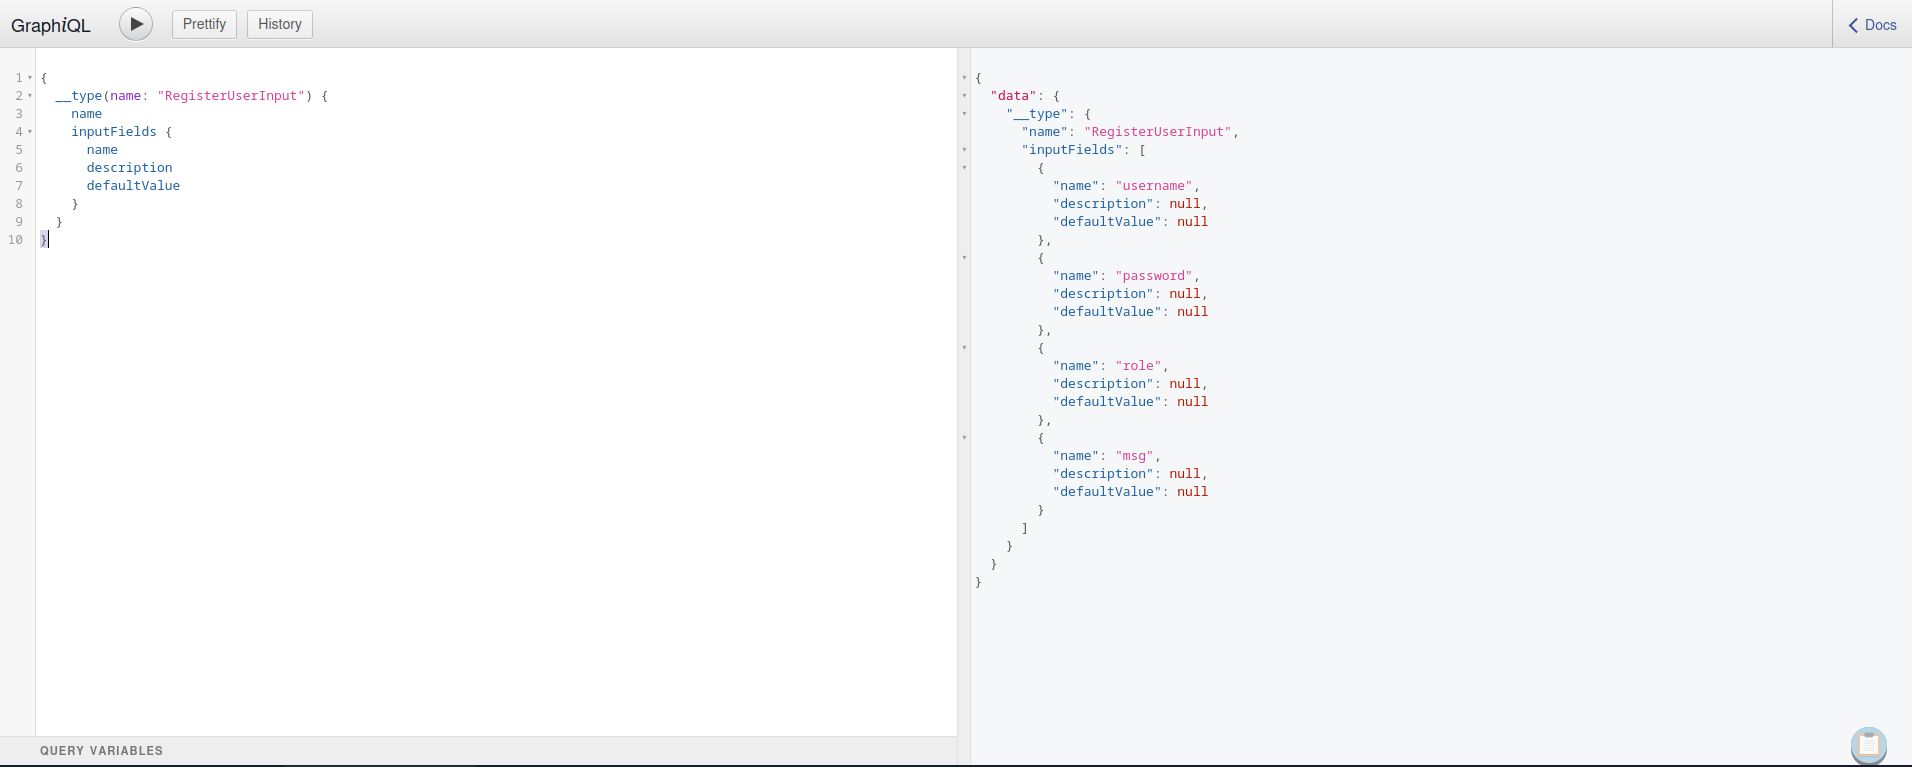 GraphiQL
Prettify
History
Docs
1 {
2   __type(name: "RegisterUserInput") {
3     name
4     inputFields {
5       name
6       description
7       defaultValue
8     }
9   }
10 }
QUERY VARIABLES
{
  "data": {
    "__type": {
      "name": "RegisterUserInput",
      "inputFields": [
        {
          "name": "username",
          "description": null,
          "defaultValue": null
        },
        {
          "name": "password",
          "description": null,
          "defaultValue": null
        },
        {
          "name": "role",
          "description": null,
          "defaultValue": null
        },
        {
          "name": "msg",
          "description": null,
          "defaultValue": null
        }
      ]
    }
  }
}